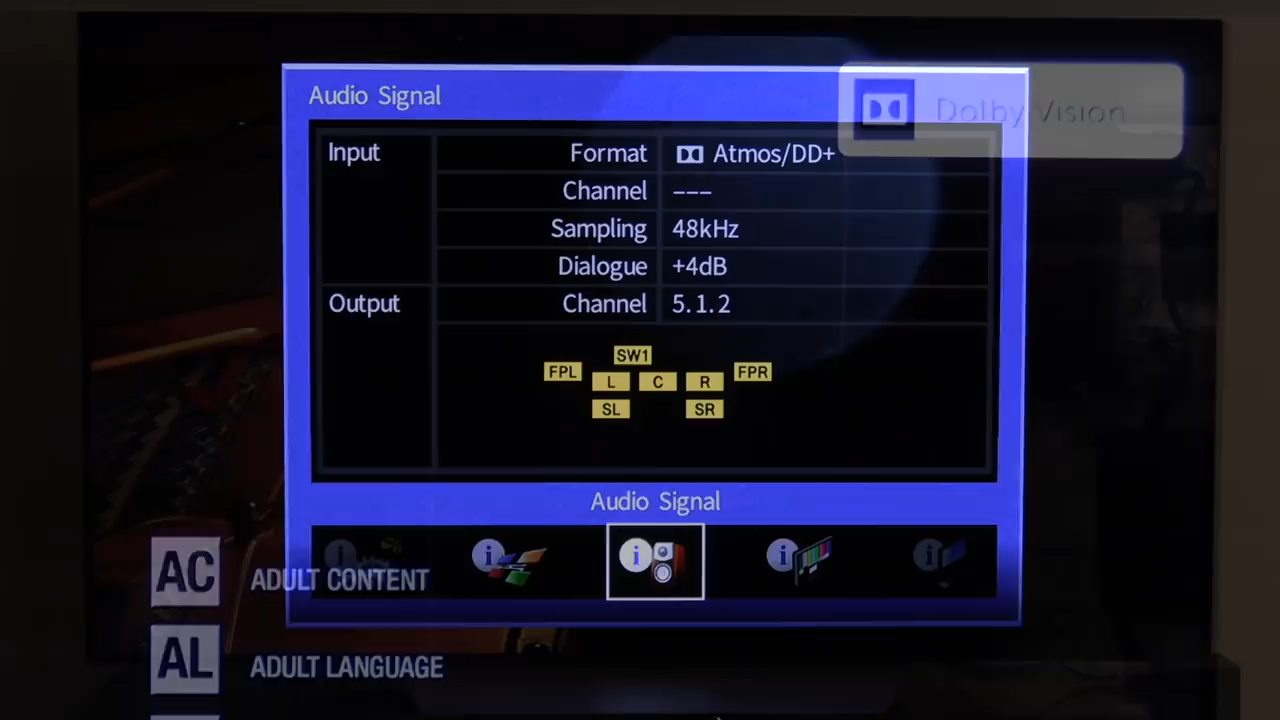 Audio Signal
Dolby Vision
Input Format Atmos/DD+
Channel ---
Sampling 48kHz
Dialogue +4dB
Output Channel 5.1.2
SW1
FPL FPR
L C R
SL SR
Audio Signal
AC ADULT CONTENT
AL ADULT LANGUAGE